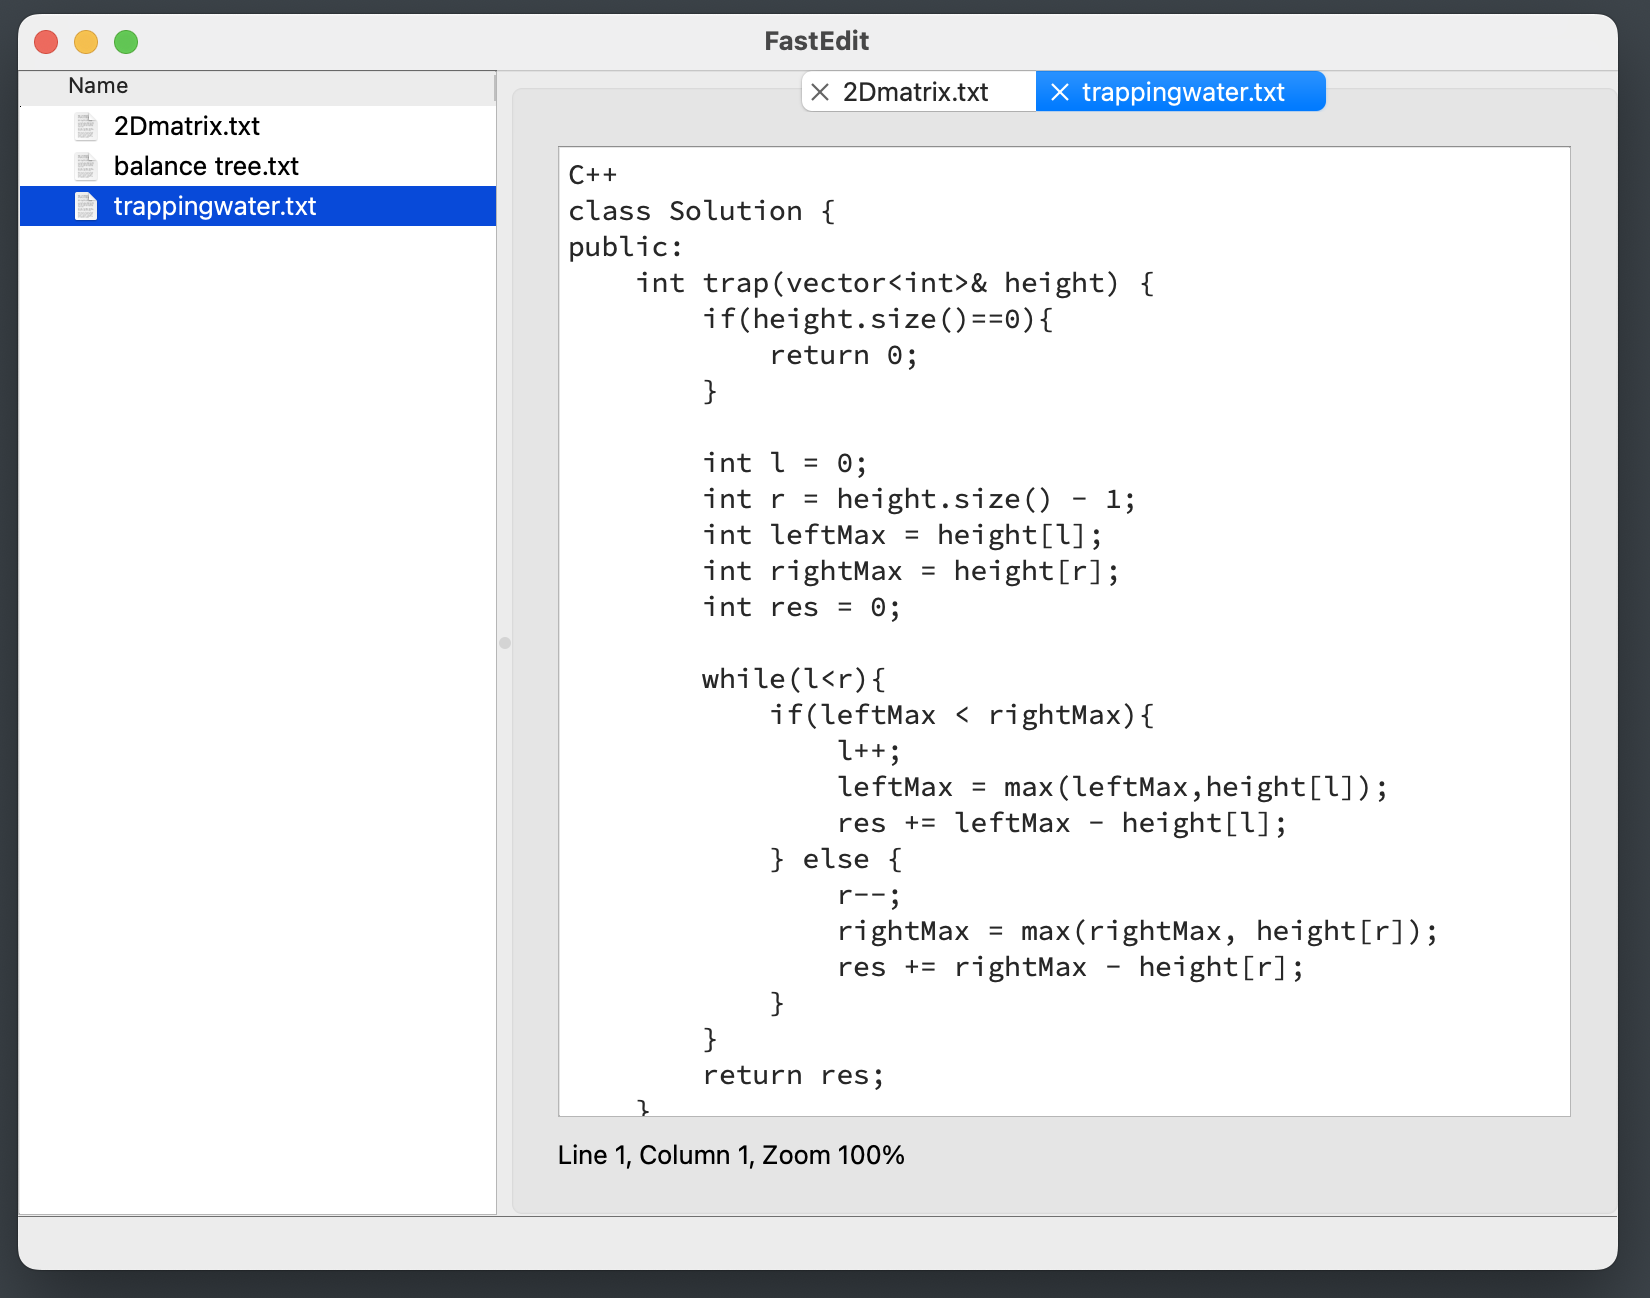 FastEdit
Name
2Dmatrix.txt
balance tree.txt
trappingwater.txt
2Dmatrix.txt
trappingwater.txt
C++
class Solution {
public:
    int trap(vector<int>& height) {
        if(height.size()==0){
            return 0;
        }

        int l = 0;
        int r = height.size() - 1;
        int leftMax = height[l];
        int rightMax = height[r];
        int res = 0;

        while(l<r){
            if(leftMax < rightMax){
                l++;
                leftMax = max(leftMax,height[l]);
                res += leftMax - height[l];
            } else {
                r--;
                rightMax = max(rightMax, height[r]);
                res += rightMax - height[r];
            }
        }
        return res;
    }
Line 1, Column 1, Zoom 100%